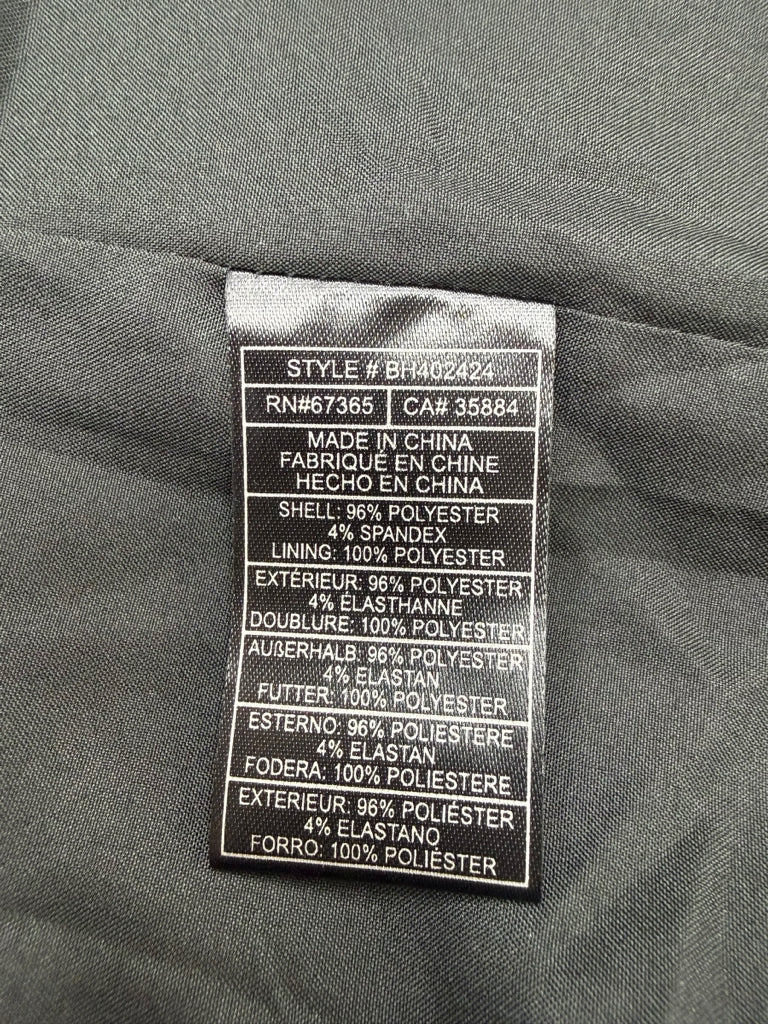 STYLE # BH402424
RN#67365 CA# 35884
MADE IN CHINA
FABRIQUÉ EN CHINE
HECHO EN CHINA
SHELL: 96% POLYESTER
4% SPANDEX
LINING: 100% POLYESTER
EXTÉRIEUR: 96% POLYESTER
4% ÉLASTHANNE
DOUBLURE: 100% POLYESTER
AUßERHALB: 96% POLYESTER
4% ELASTAN
FUTTER: 100% POLYESTER
ESTERNO: 96% POLIESTERE
4% ELASTAN
FODERA: 100% POLIESTERE
EXTERIEUR: 96% POLIÉSTER
4% ELASTANO
FORRO: 100% POLIÉSTER